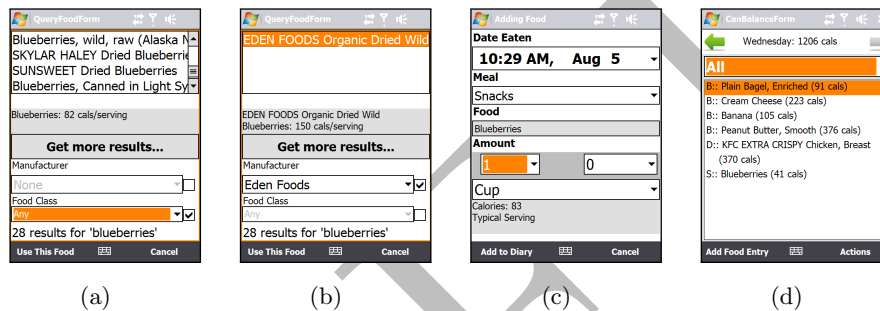 QueryFoodForm
Blueberries, wild, raw (Alaska N
SKYLAR HALEY Dried Blueberrie
SUNSWEET Dried Blueberries
Blueberries, Canned in Light Sy
Blueberries: 82 cals/serving
Get more results...
Manufacturer
None
Food Class
Any
28 results for 'blueberries'
Use This Food Cancel
(a)
QueryFoodForm
EDEN FOODS Organic Dried Wild
EDEN FOODS Organic Dried Wild
Blueberries: 150 cals/serving
Get more results...
Manufacturer
Eden Foods
Food Class
Any
28 results for 'blueberries'
Use This Food Cancel
(b)
Adding Food
Date Eaten
10:29 AM, Aug 5
Meal
Snacks
Food
Blueberries
Amount
1 0
Cup
Calories: 83
Typical Serving
Add to Diary Cancel
(c)
CanBalanceForm
Wednesday: 1206 cals
All
B:: Plain Bagel, Enriched (91 cals)
B:: Cream Cheese (223 cals)
B:: Banana (105 cals)
B:: Peanut Butter, Smooth (376 cals)
D:: KFC EXTRA CRISPY Chicken, Breast
(370 cals)
S:: Blueberries (41 cals)
Add Food Entry Actions
(d)